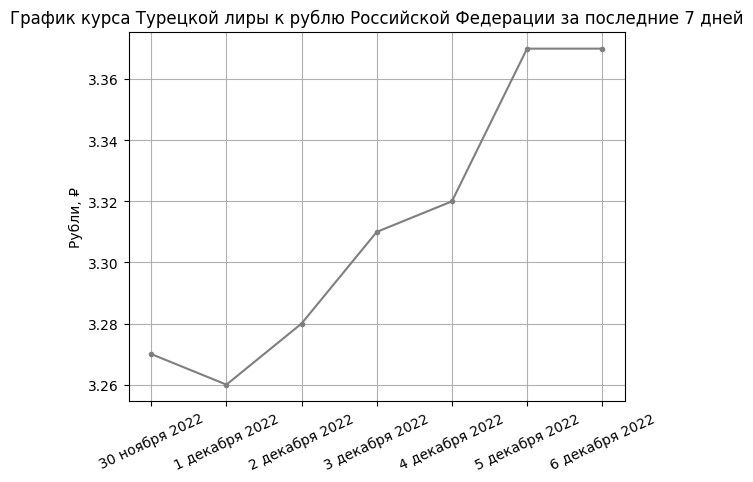 График курса Турецкой лиры к рублю Российской Федерации за последние 7 дней
Рубли, ₽
3.36
3.34
3.32
3.30
3.28
3.26
30 ноября 2022
1 декабря 2022
2 декабря 2022
3 декабря 2022
4 декабря 2022
5 декабря 2022
6 декабря 2022